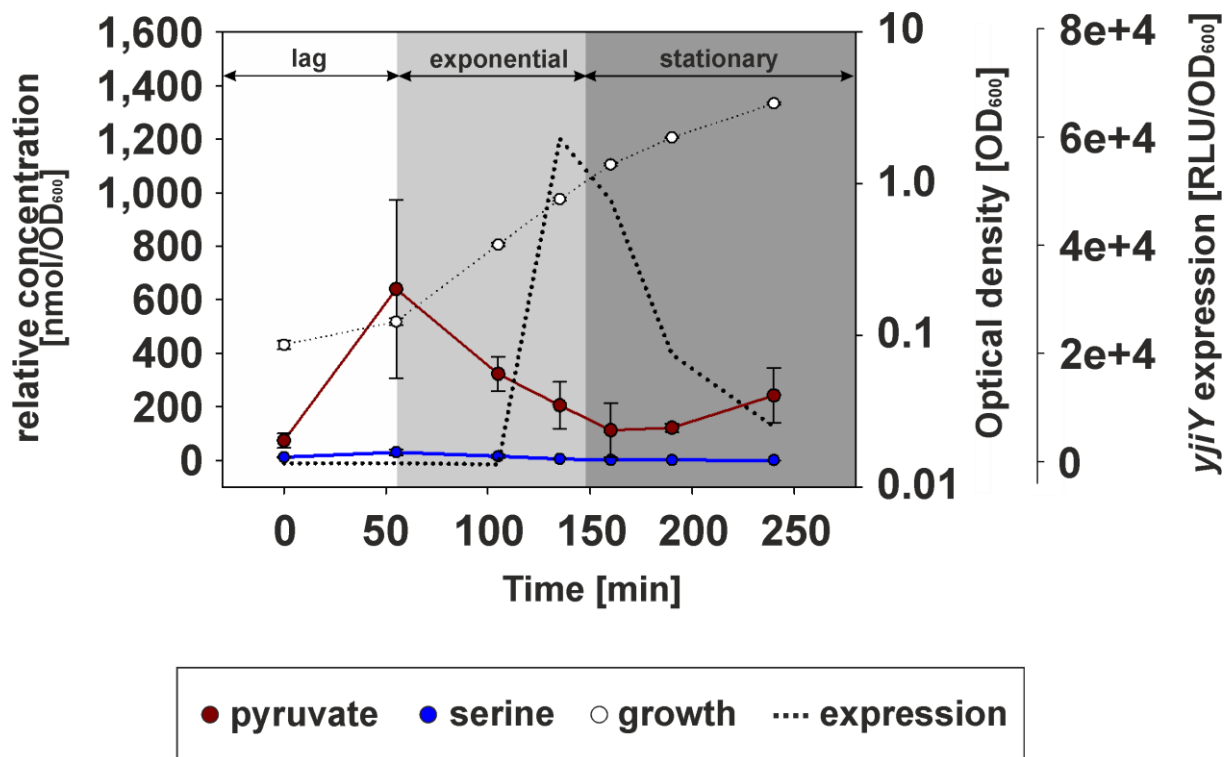 relative concentration
[nmol/OD600]
1,600
1,400
1,200
1,000
800
600
400
200
0
lag
exponential
stationary
10
1.0
0.1
0.01
Optical density [OD600]
8e+4
6e+4
4e+4
2e+4
0
yjiY expression [RLU/OD600]
0 50 100 150 200 250
Time [min]
pyruvate serine growth expression